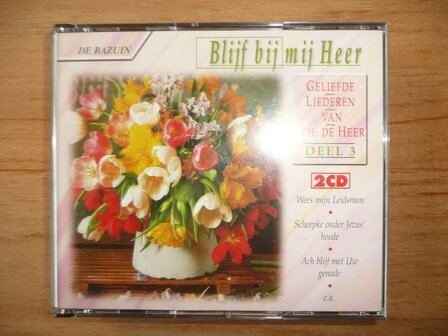 DE BAZUIN
Blijf bij mij Heer
GELIEFDE
LIEDEREN
VAN
JOH. DE HEER
DEEL 3
2CD
Wees mijn Leidsman
•
Scheepke onder Jezus'
hoede
•
Ach blijf met Uw
genade
•
e.a.